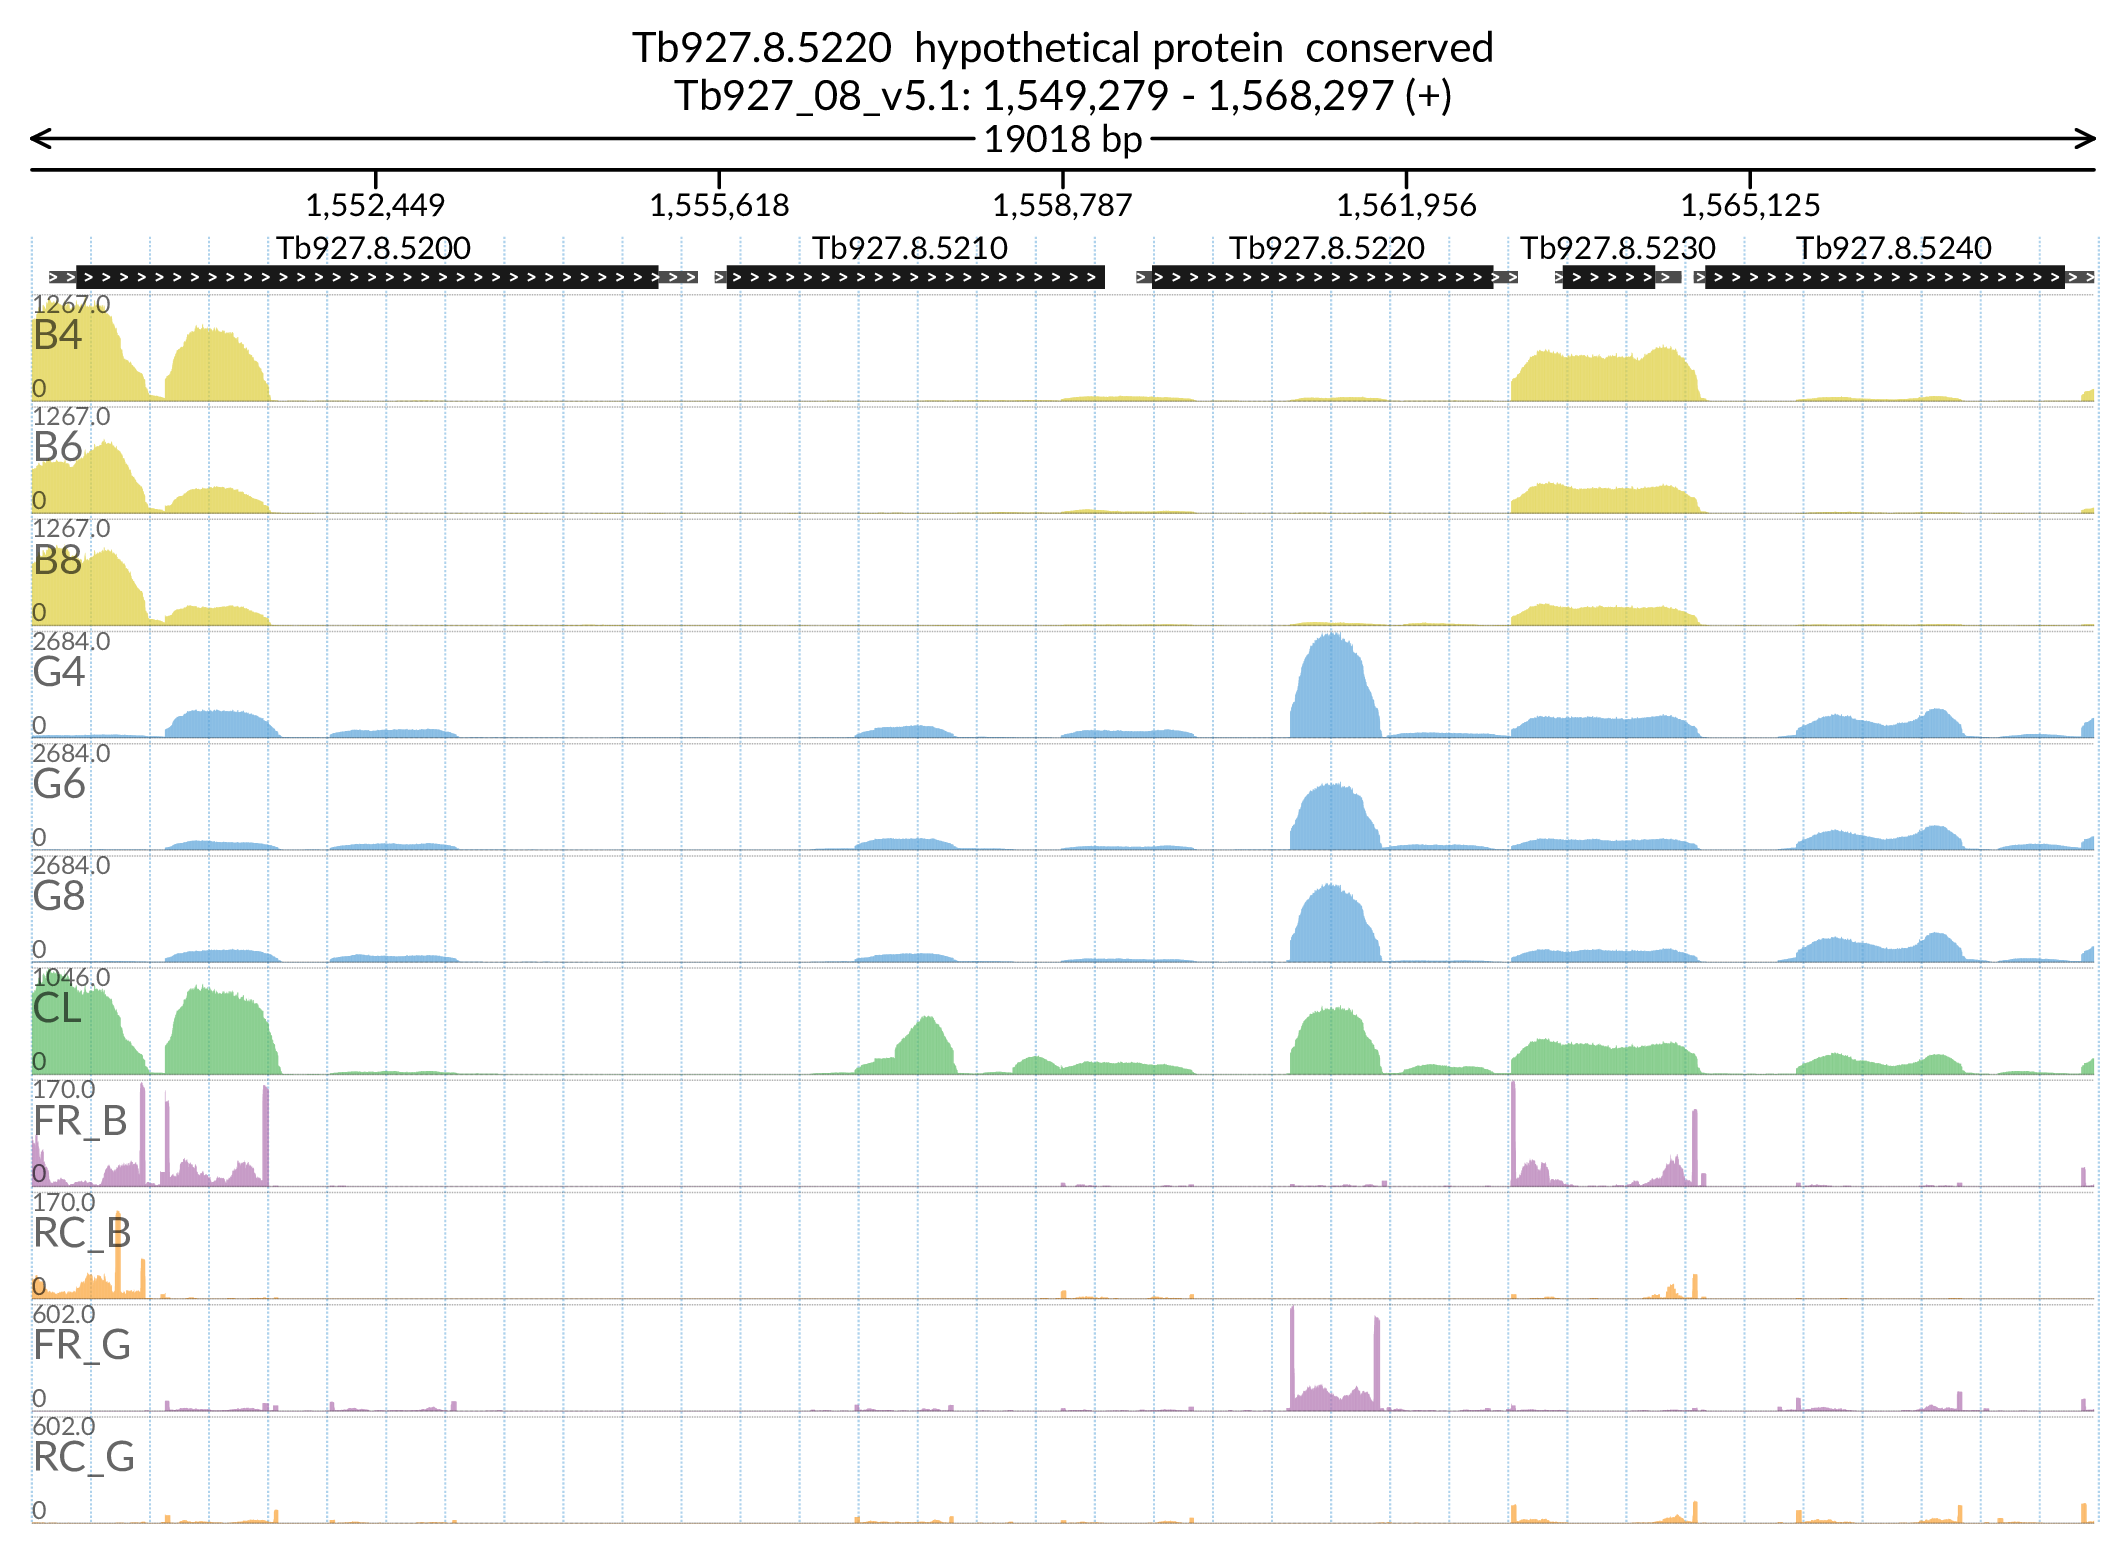 Tb927.8.5220 hypothetical protein conserved
Tb927_08_v5.1: 1,549,279 - 1,568,297 (+)
19018 bp
1,552,449 1,555,618 1,558,787 1,561,956 1,565,125
Tb927.8.5200 Tb927.8.5210 Tb927.8.5220 Tb927.8.5230 Tb927.8.5240
1267.0
B4
0
1267.0
B6
0
1267.0
B8
0
2684.0
G4
0
2684.0
G6
0
2684.0
G8
0
1046.0
CL
0
170.0
FR_B
0
170.0
RC_B
0
602.0
FR_G
0
602.0
RC_G
0